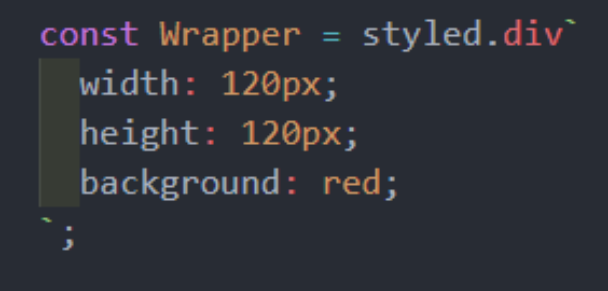 const Wrapper = styled.div`
  width: 120px;
  height: 120px;
  background: red;
`;